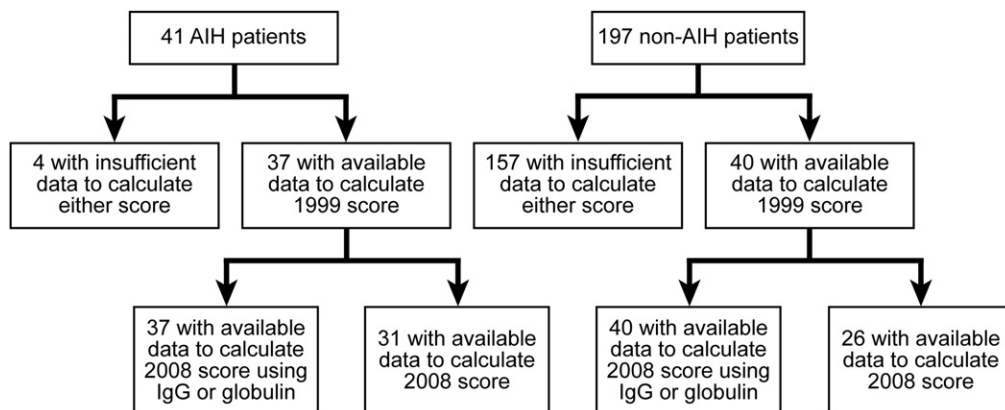 41 AIH patients
197 non-AIH patients
4 with insufficient
data to calculate
either score
37 with available
data to calculate
1999 score
157 with insufficient
data to calculate
either score
40 with available
data to calculate
1999 score
37 with available
data to calculate
2008 score using
IgG or globulin
31 with available
data to calculate
2008 score
40 with available
data to calculate
2008 score using
IgG or globulin
26 with available
data to calculate
2008 score